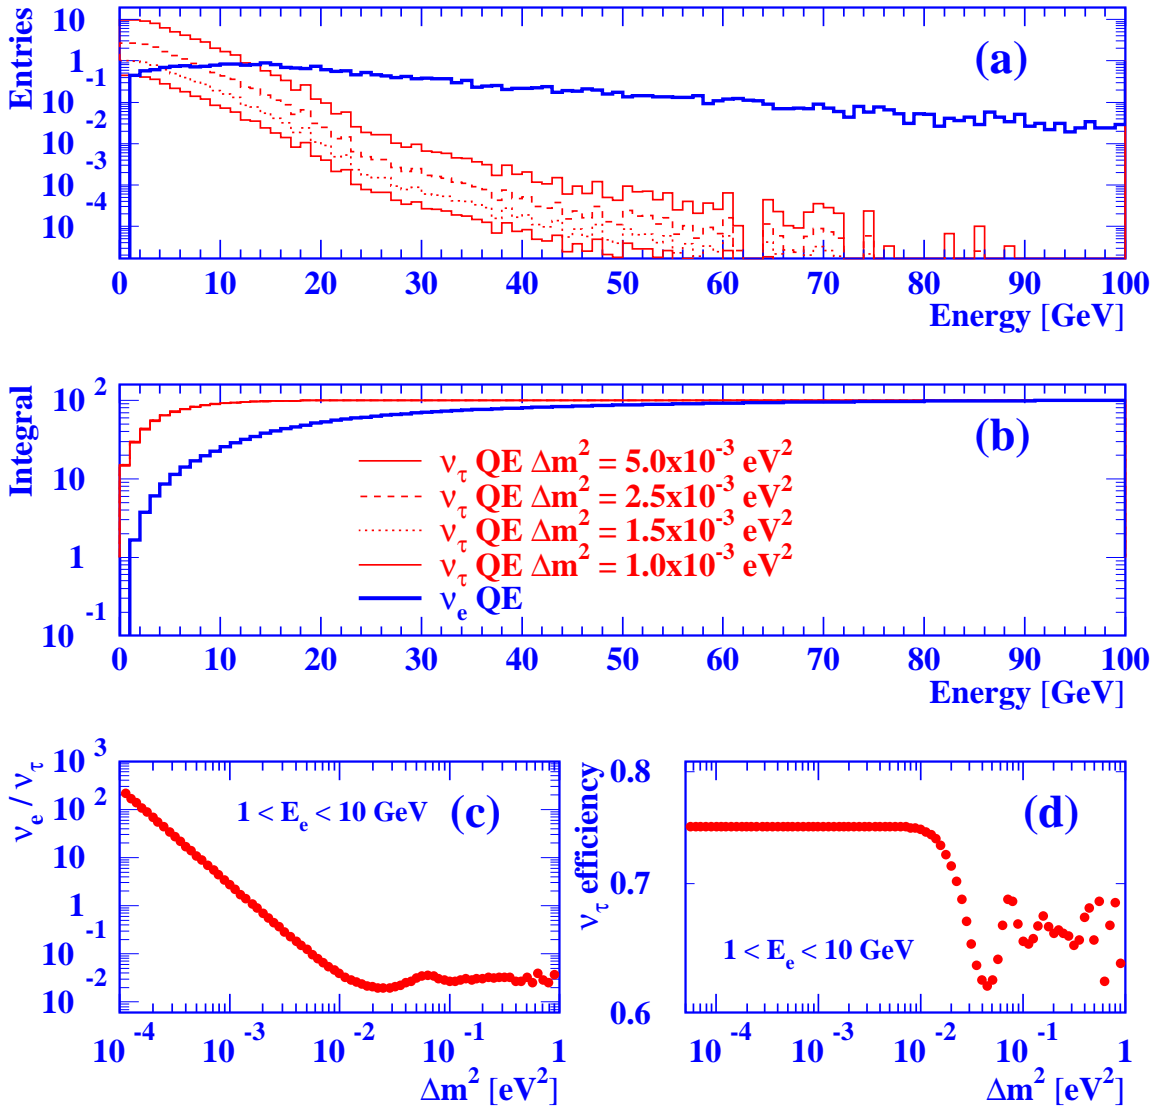 Entries
10
1
10 -1
10 -2
10 -3
10 -4
(a)
0 10 20 30 40 50 60 70 80 90 100
Energy [GeV]
Integral
10 2
10
1
10 -1
(b)
ντ QE Δm² = 5.0x10⁻³ eV²
ντ QE Δm² = 2.5x10⁻³ eV²
ντ QE Δm² = 1.5x10⁻³ eV²
ντ QE Δm² = 1.0x10⁻³ eV²
νe QE
0 10 20 30 40 50 60 70 80 90 100
Energy [GeV]
νe / ντ
10 3
10 2
10
1
10 -1
10 -2
1 < Ee < 10 GeV
(c)
10 -4 10 -3 10 -2 10 -1 1
Δm² [eV²]
ντ efficiency
0.8
0.7
0.6
(d)
1 < Ee < 10 GeV
10 -4 10 -3 10 -2 10 -1 1
Δm² [eV²]